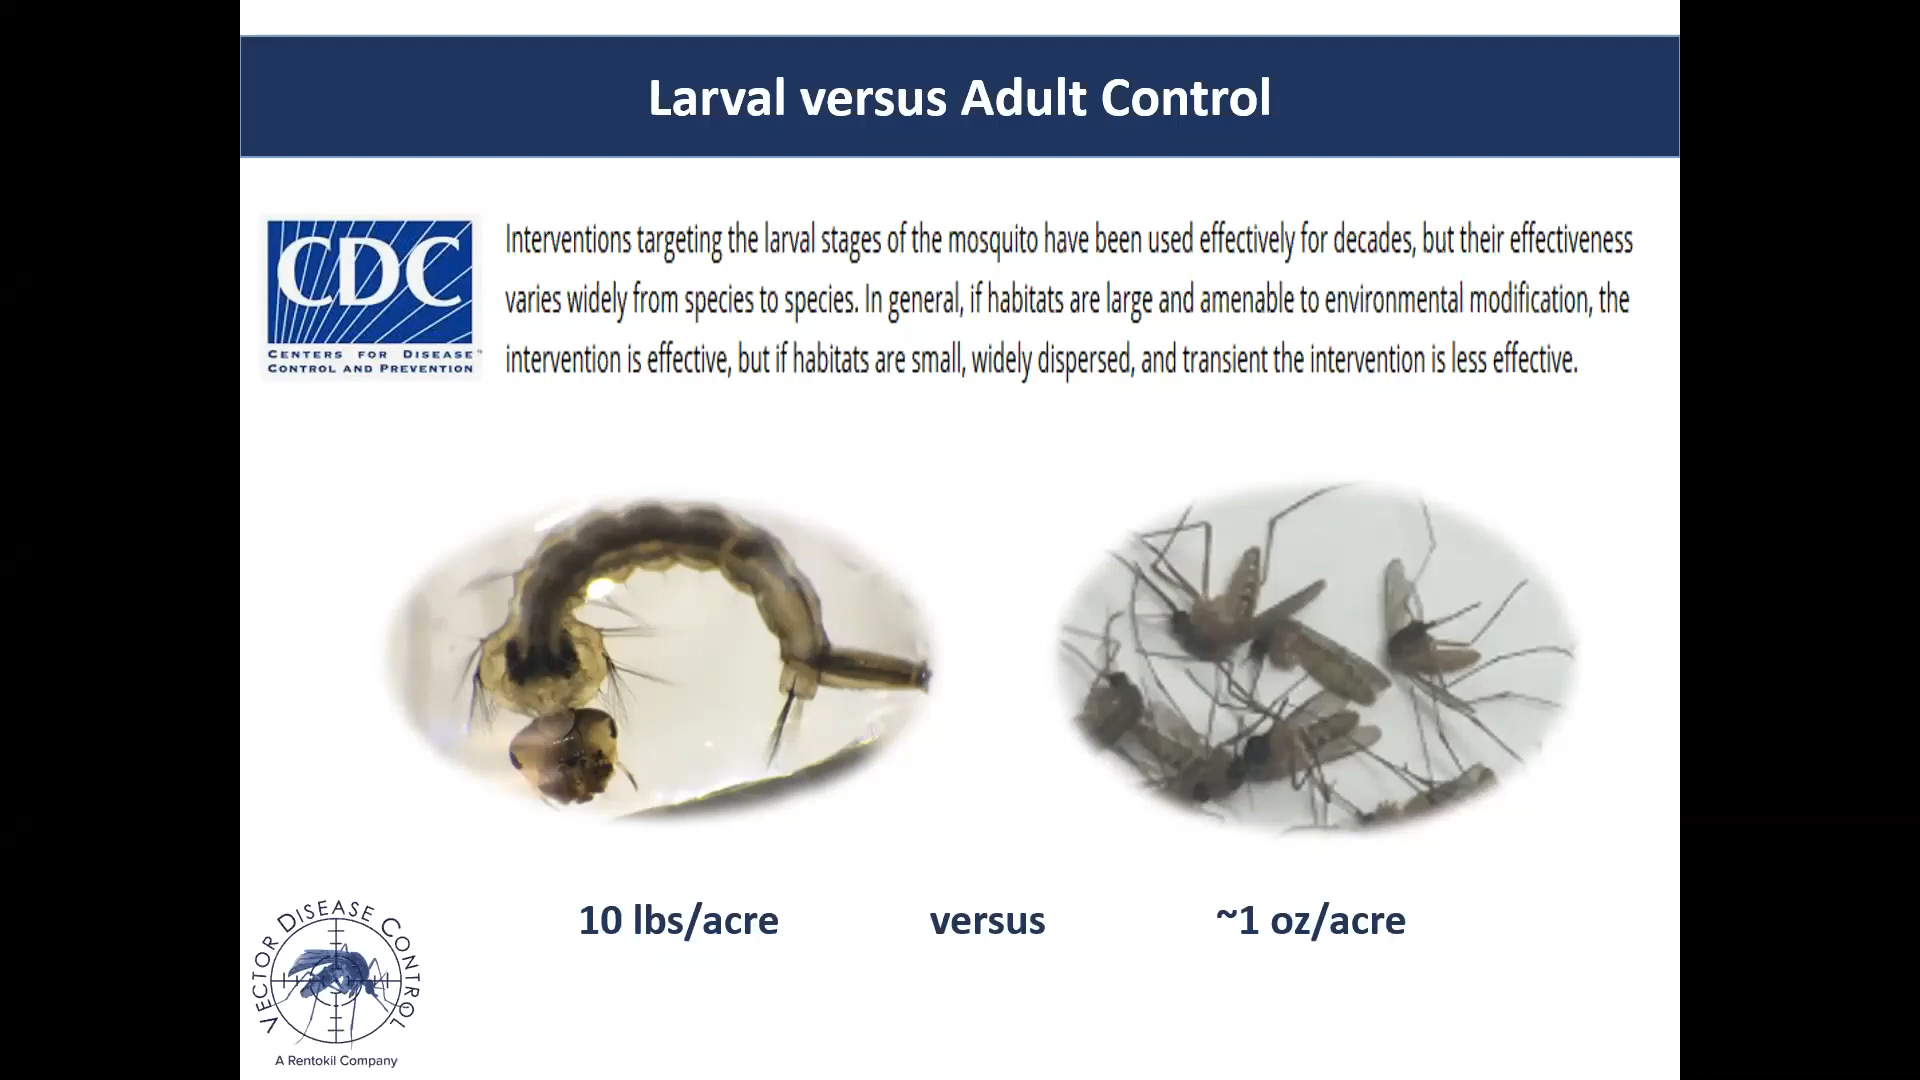 Larval versus Adult Control
CDC
CENTERS FOR DISEASE™
CONTROL AND PREVENTION
Interventions targeting the larval stages of the mosquito have been used effectively for decades, but their effectiveness
varies widely from species to species. In general, if habitats are large and amenable to environmental modification, the
intervention is effective, but if habitats are small, widely dispersed, and transient the intervention is less effective.
10 lbs/acre versus ~1 oz/acre
VECTOR DISEASE CONTROL
A Rentokil Company